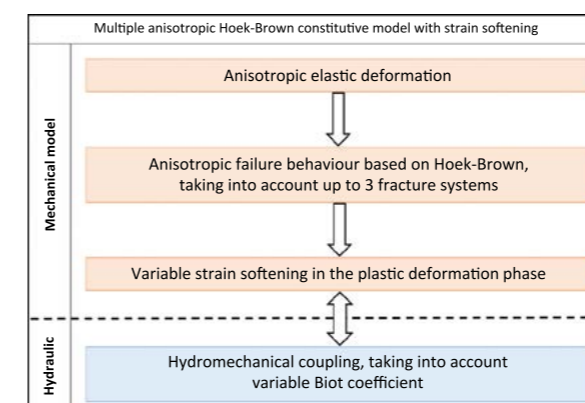 Multiple anisotropic Hoek-Brown constitutive model with strain softening
Mechanical model
Anisotropic elastic deformation
Anisotropic failure behaviour based on Hoek-Brown,
taking into account up to 3 fracture systems
Variable strain softening in the plastic deformation phase
Hydraulic
Hydromechanical coupling, taking into account
variable Biot coefficient